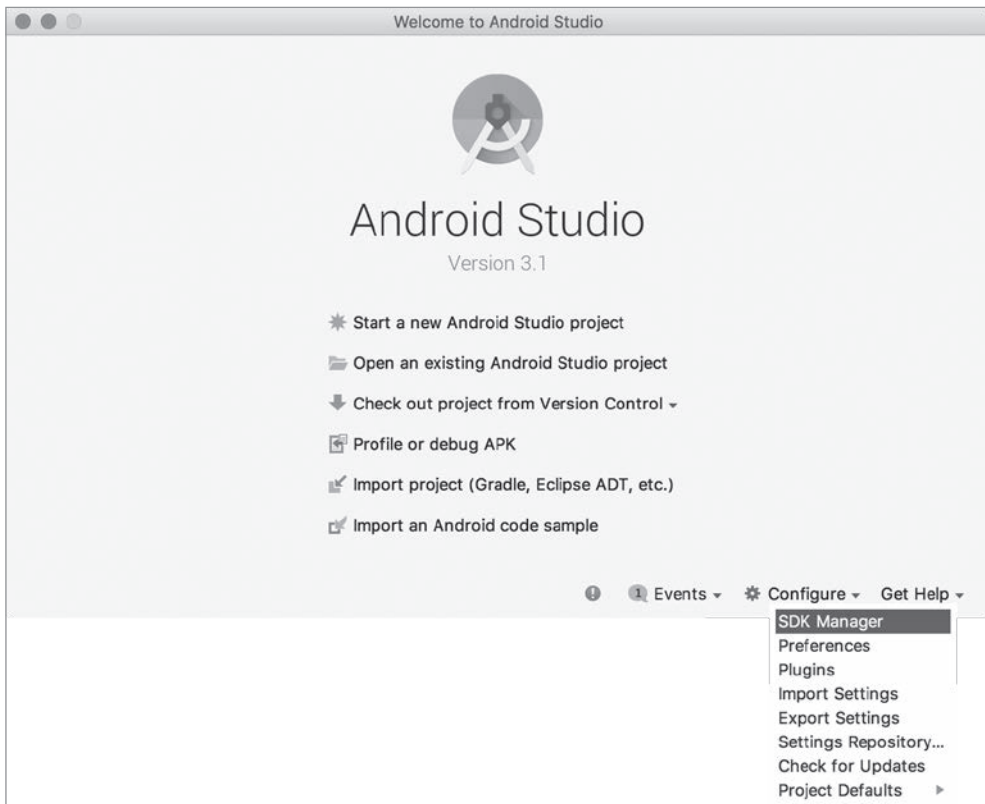 Welcome to Android Studio
Android Studio
Version 3.1
Start a new Android Studio project
Open an existing Android Studio project
Check out project from Version Control
Profile or debug APK
Import project (Gradle, Eclipse ADT, etc.)
Import an Android code sample
1 Events Configure Get Help
SDK Manager
Preferences
Plugins
Import Settings
Export Settings
Settings Repository...
Check for Updates
Project Defaults